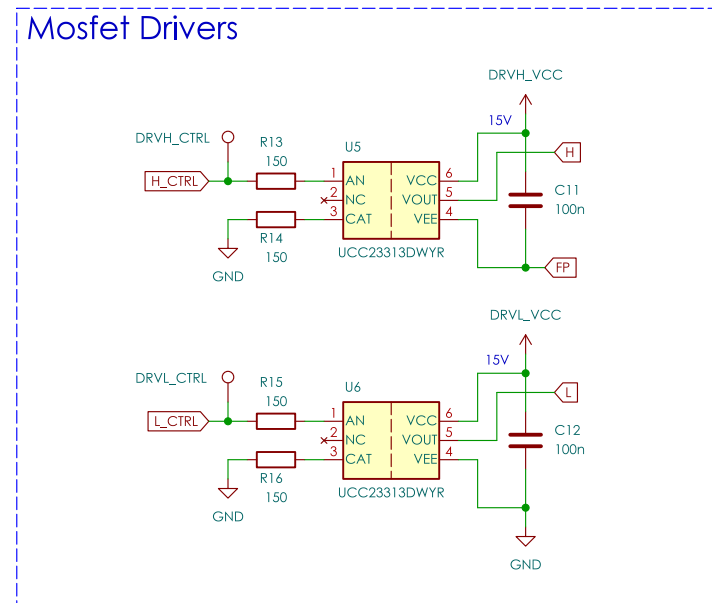 Mosfet Drivers
DRVH_VCC
15V
DRVH_CTRL
R13
150
U5
H_CTRL
1
AN
VCC
6
H
2
NC
VOUT
5
3
CAT
VEE
4
C11
100n
R14
150
UCC23313DWYR
GND
FP
DRVL_VCC
15V
DRVL_CTRL
R15
150
U6
L_CTRL
1
AN
VCC
6
L
2
NC
VOUT
5
3
CAT
VEE
4
C12
100n
R16
150
UCC23313DWYR
GND
GND